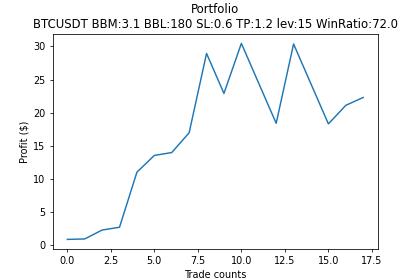 Portfolio
BTCUSDT BBM:3.1 BBL:180 SL:0.6 TP:1.2 lev:15 WinRatio:72.0
30
25
20
15
10
5
0
Profit ($)
0.0 2.5 5.0 7.5 10.0 12.5 15.0 17.5
Trade counts